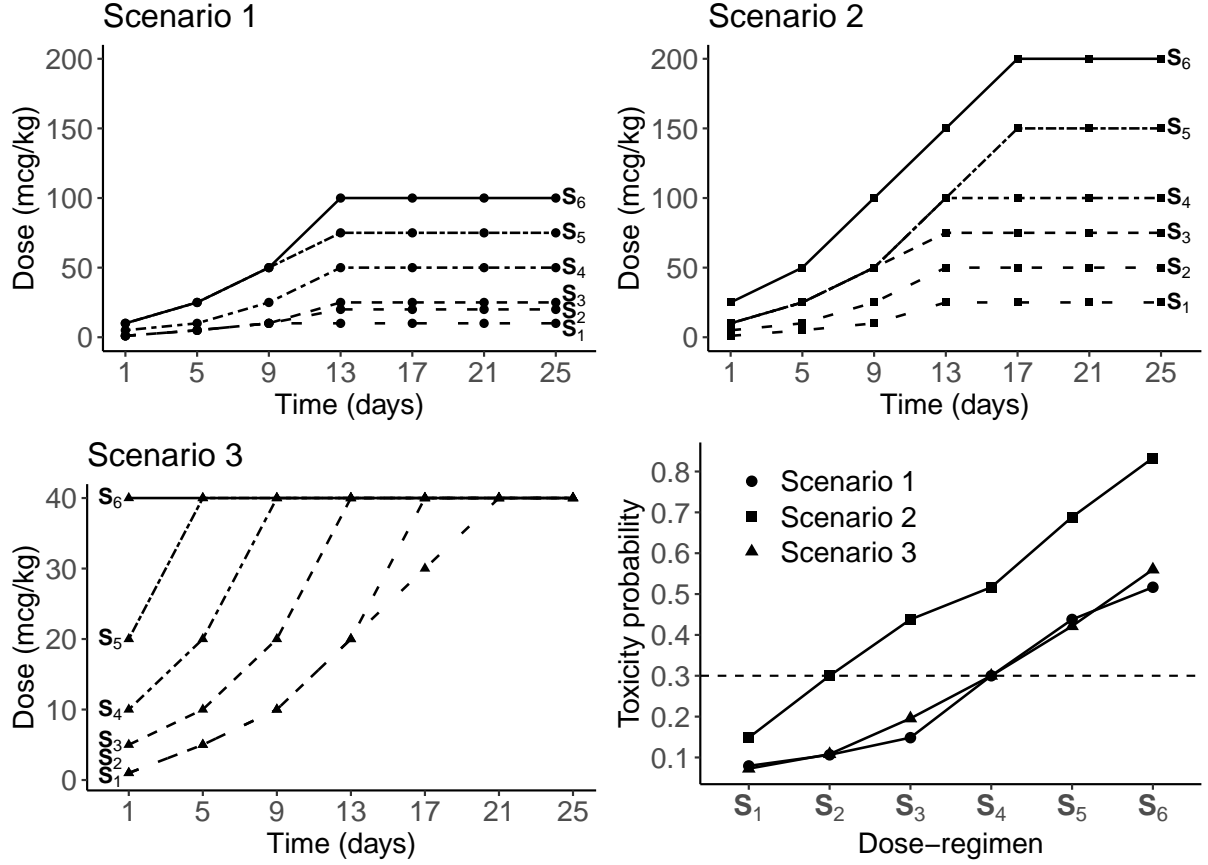 Scenario 1
Dose (mcg/kg)
200
150
100
50
0
S6
S5
S4
S3
S2
S1
1 5 9 13 17 21 25
Time (days)
Scenario 2
Dose (mcg/kg)
200
150
100
50
0
S6
S5
S4
S3
S2
S1
1 5 9 13 17 21 25
Time (days)
Scenario 3
Dose (mcg/kg)
40
30
20
10
0
S6
S5
S4
S3
S2
S1
1 5 9 13 17 21 25
Time (days)
Toxicity probability
0.8
0.7
0.6
0.5
0.4
0.3
0.2
0.1
Scenario 1
Scenario 2
Scenario 3
S1 S2 S3 S4 S5 S6
Dose−regimen